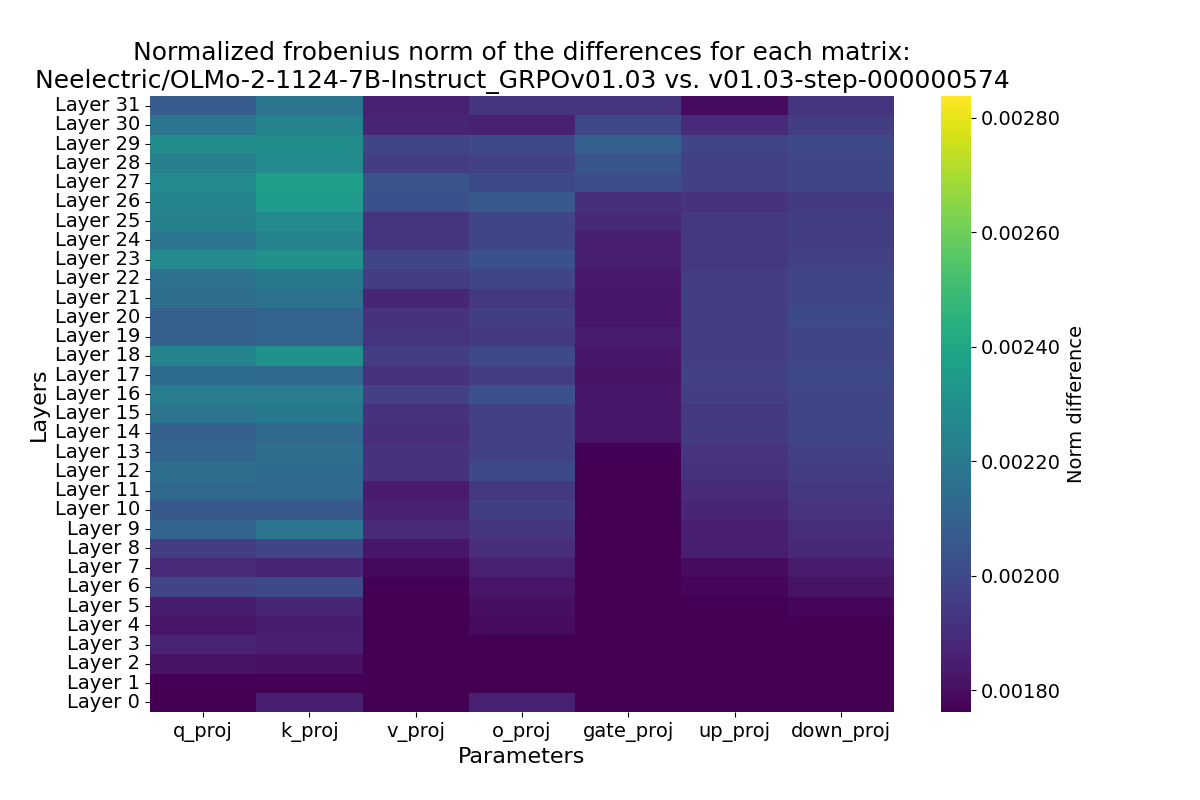 Normalized frobenius norm of the differences for each matrix:
Neelectric/OLMo-2-1124-7B-Instruct_GRPOv01.03 vs. v01.03-step-000000574
Layers
Layer 31
Layer 30
Layer 29
Layer 28
Layer 27
Layer 26
Layer 25
Layer 24
Layer 23
Layer 22
Layer 21
Layer 20
Layer 19
Layer 18
Layer 17
Layer 16
Layer 15
Layer 14
Layer 13
Layer 12
Layer 11
Layer 10
Layer 9
Layer 8
Layer 7
Layer 6
Layer 5
Layer 4
Layer 3
Layer 2
Layer 1
Layer 0
q_proj k_proj v_proj o_proj gate_proj up_proj down_proj
Parameters
0.00280
0.00260
0.00240
0.00220
0.00200
0.00180
Norm difference